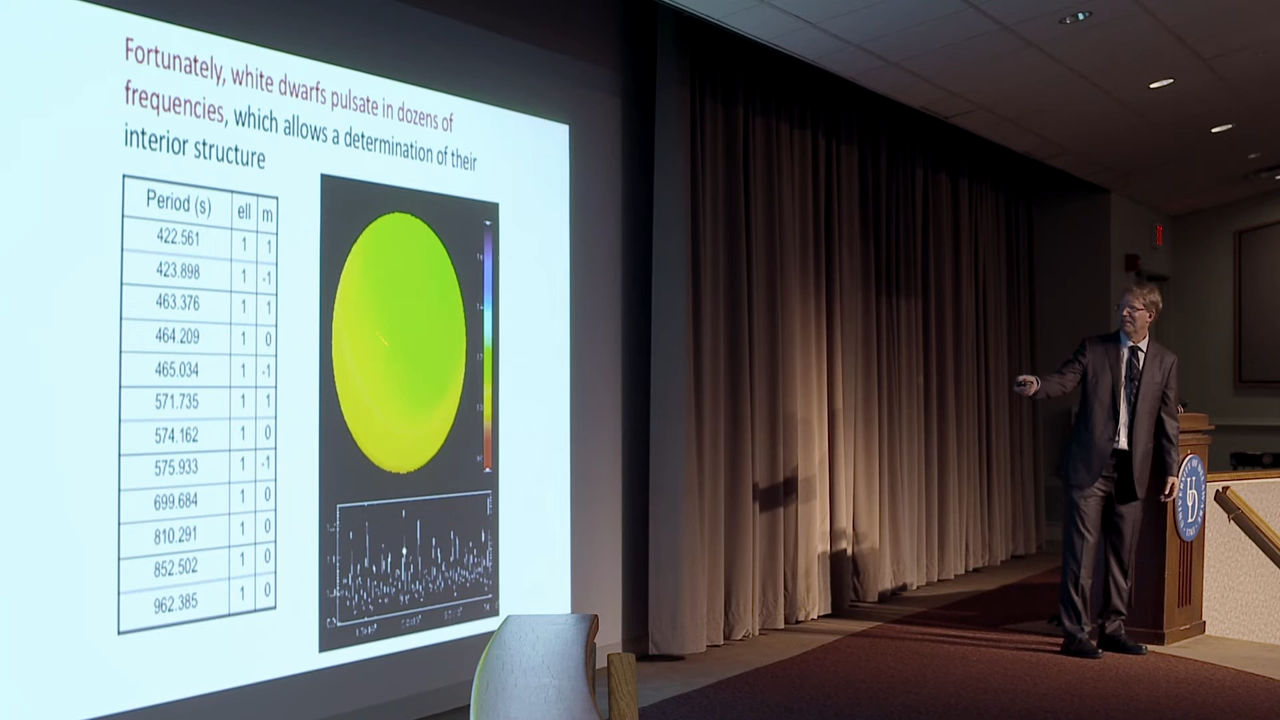 Fortunately, white dwarfs pulsate in dozens of
frequencies, which allows a determination of their
interior structure
Period (s) ell m
422.561 1 1
423.898 1 -1
463.376 1 1
464.209 1 0
465.034 1 -1
571.735 1 1
574.162 1 0
575.933 1 -1
699.684 1 0
810.291 1 0
852.502 1 0
962.385 1 0
UD